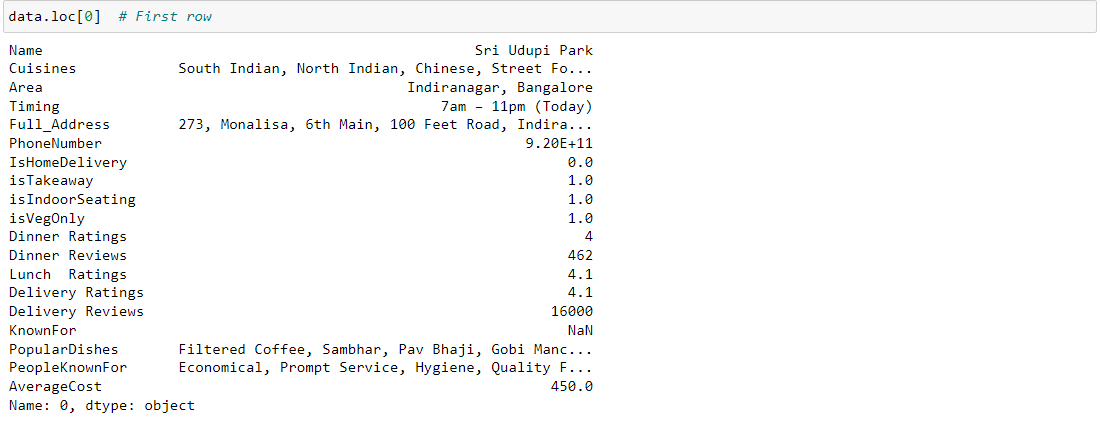 data.loc[0]  # First row
Name                                                 Sri Udupi Park
Cuisines            South Indian, North Indian, Chinese, Street Fo...
Area                                         Indiranagar, Bangalore
Timing                                           7am – 11pm (Today)
Full_Address        273, Monalisa, 6th Main, 100 Feet Road, Indira...
PhoneNumber                                                9.20E+11
IsHomeDelivery                                                  0.0
isTakeaway                                                      1.0
isIndoorSeating                                                 1.0
isVegOnly                                                       1.0
Dinner Ratings                                                    4
Dinner Reviews                                                  462
Lunch  Ratings                                                  4.1
Delivery Ratings                                                4.1
Delivery Reviews                                              16000
KnownFor                                                        NaN
PopularDishes       Filtered Coffee, Sambhar, Pav Bhaji, Gobi Manc...
PeopleKnownFor      Economical, Prompt Service, Hygiene, Quality F...
AverageCost                                                   450.0
Name: 0, dtype: object